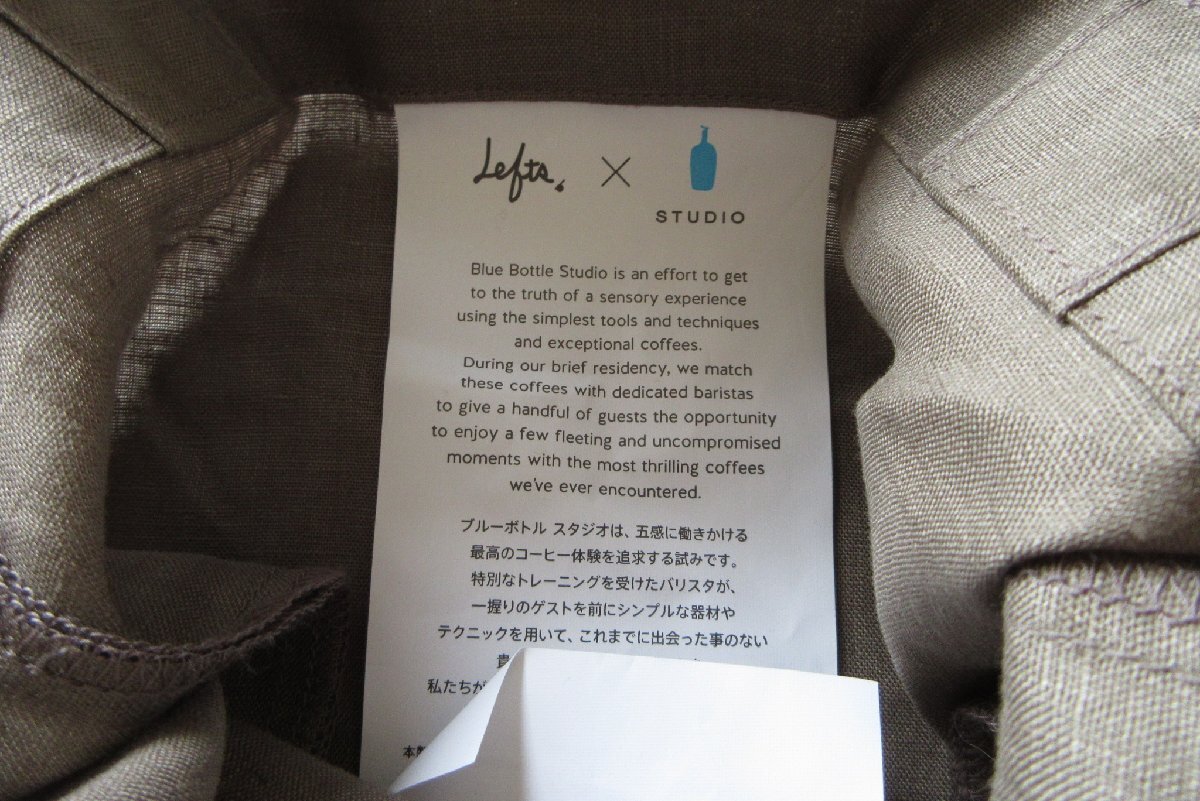 Lefts. ×
STUDIO
Blue Bottle Studio is an effort to get
to the truth of a sensory experience
using the simplest tools and techniques
and exceptional coffees.
During our brief residency, we match
these coffees with dedicated baristas
to give a handful of guests the opportunity
to enjoy a few fleeting and uncompromised
moments with the most thrilling coffees
we've ever encountered.
ブルーボトル スタジオは、五感に働きかける
最高のコーヒー体験を追求する試みです。
特別なトレーニングを受けたバリスタが、
一握りのゲストを前にシンプルな器材や
テクニックを用いて、これまでに出会った事のない
貴
私たちが
本